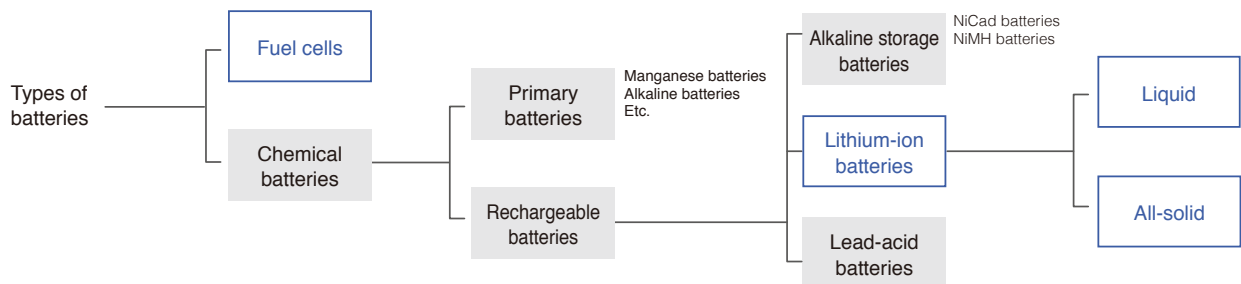 Types of
batteries
Fuel cells
Chemical
batteries
Primary
batteries
Manganese batteries
Alkaline batteries
Etc.
Rechargeable
batteries
Alkaline storage
batteries
NiCad batteries
NiMH batteries
Lithium-ion
batteries
Lead-acid
batteries
Liquid
All-solid